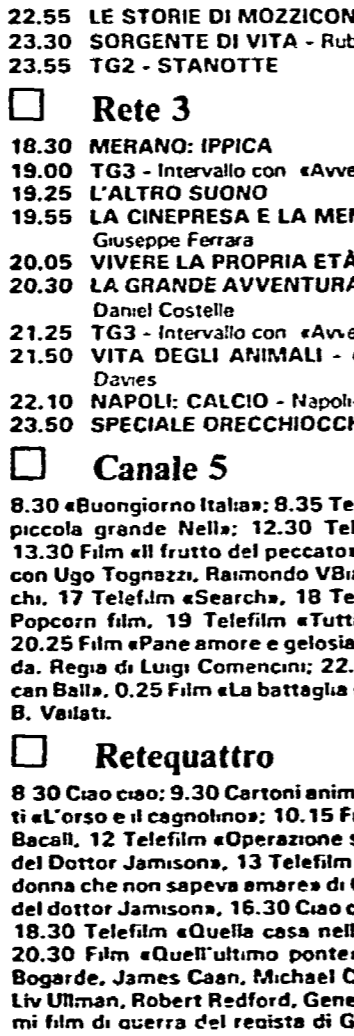 22.55 LE STORIE DI MOZZICON
23.30 SORGENTE DI VITA - Rub
23.55 TG2 - STANOTTE
Rete 3
18.30 MERANO: IPPICA
19.00 TG3 - Intervallo con «Avve
19.25 L'ALTRO SUONO
19.55 LA CINEPRESA E LA MEM
Giuseppe Ferrara
20.05 VIVERE LA PROPRIA ETÀ
20.30 LA GRANDE AVVENTURA
Daniel Costelle
21.25 TG3 - Intervallo con «Avve
21.50 VITA DEGLI ANIMALI -
Davies
22.10 NAPOLI: CALCIO - Napoli-
23.50 SPECIALE ORECCHIOCCH
Canale 5
8.30 «Buongiorno Italia»; 8.35 Te
piccola grande Nell»; 12.30 Tel
13.30 Film «Il frutto del peccato»
con Ugo Tognazzi, Raimondo VBia
chi. 17 Telefilm «Search», 18 Te
Popcorn film, 19 Telefilm «Tutt
20.25 Film «Pane amore e gelosia
da. Regia di Luigi Comencini; 22.
can Ball», 0.25 Film «La battaglia
B. Vailati.
Retequattro
8 30 Ciao ciao; 9.30 Cartoni anim
ti «L'orso e il cagnolino»; 10.15 Fi
Bacall, 12 Telefilm «Operazione s
del Dottor Jamison», 13 Telefilm
donna che non sapeva amare» di
del dottor Jamison», 16.30 Ciao c
18.30 Telefilm «Quella casa nell
20.30 Film «Quell'ultimo ponte»
Bogarde, James Caan, Michael C
Liv Ullman, Robert Redford, Gene
mi film di guerra del regista di G